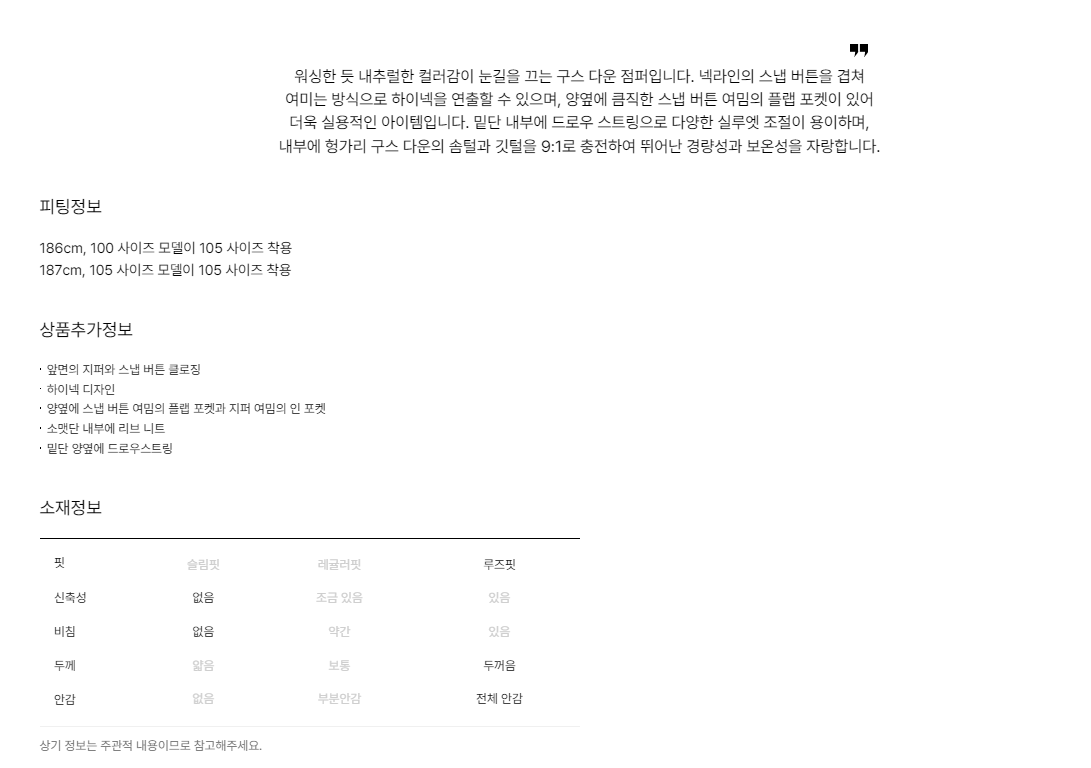 ❞
워싱한 듯 내추럴한 컬러감이 눈길을 끄는 구스 다운 점퍼입니다. 넥라인의 스냅 버튼을 겹쳐
여미는 방식으로 하이넥을 연출할 수 있으며, 양옆에 큼직한 스냅 버튼 여밈의 플랩 포켓이 있어
더욱 실용적인 아이템입니다. 밑단 내부에 드로우 스트링으로 다양한 실루엣 조절이 용이하며,
내부에 헝가리 구스 다운의 솜털과 깃털을 9:1로 충전하여 뛰어난 경량성과 보온성을 자랑합니다.
피팅정보
186cm, 100 사이즈 모델이 105 사이즈 착용
187cm, 105 사이즈 모델이 105 사이즈 착용
상품추가정보
· 앞면의 지퍼와 스냅 버튼 클로징
· 하이넥 디자인
· 양옆에 스냅 버튼 여밈의 플랩 포켓과 지퍼 여밈의 인 포켓
· 소맷단 내부에 리브 니트
· 밑단 양옆에 드로우스트링
소재정보
핏 슬림핏 레귤러핏 루즈핏
신축성 없음 조금 있음 있음
비침 없음 약간 있음
두께 얇음 보통 두꺼움
안감 없음 부분안감 전체 안감
상기 정보는 주관적 내용이므로 참고해주세요.